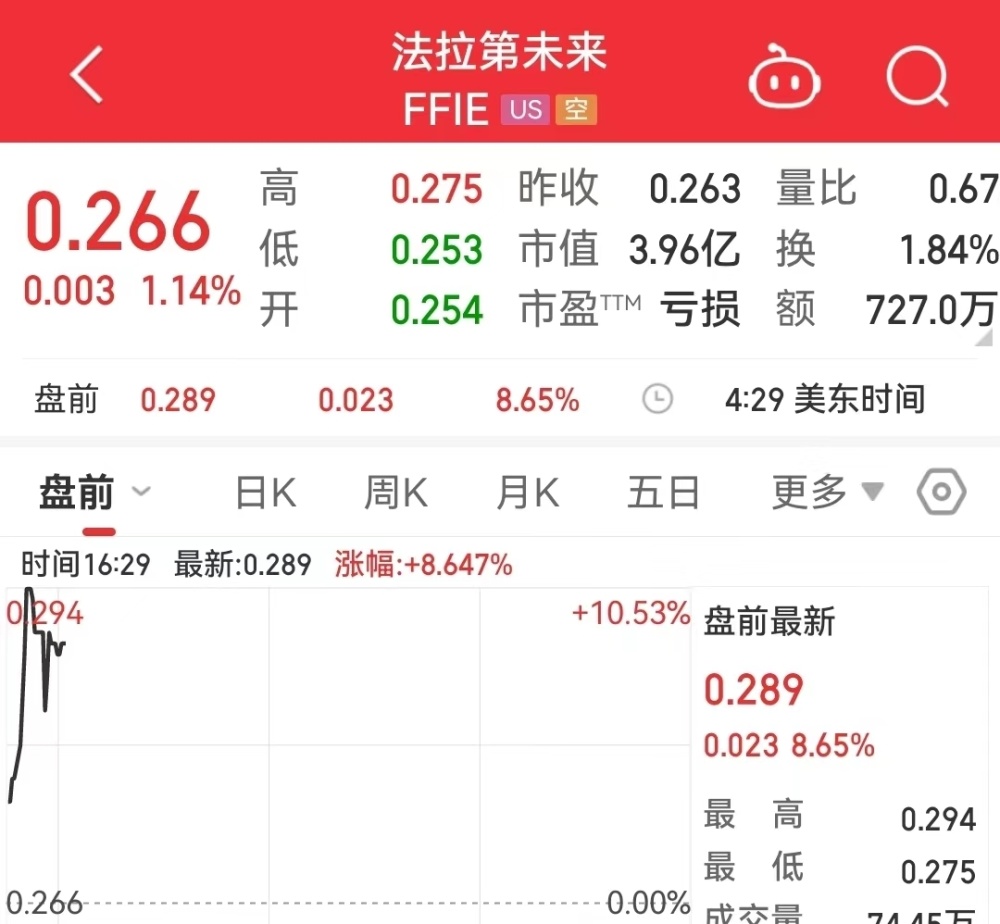 法拉第未来
FFIE US 空
0.266
0.003 1.14%
高 0.275 昨收 0.263 量比 0.67
低 0.253 市值 3.96亿 换 1.84%
开 0.254 市盈TTM 亏损 额 727.0万
盘前 0.289 0.023 8.65% 4:29 美东时间
盘前 日K 周K 月K 五日 更多
时间16:29 最新:0.289 涨幅:+8.647%
0.294 +10.53%
盘前最新
0.289
0.023 8.65%
最高 0.294
最低 0.275
0.266 0.00%
成交量 74.45万